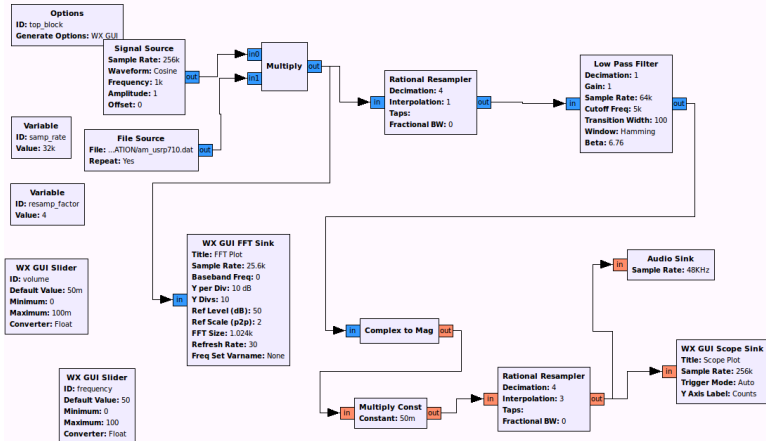 Options
ID: top_block
Generate Options: WX GUI
Signal Source
Sample Rate: 256k
Waveform: Cosine
Frequency: 1k
Amplitude: 1
Offset: 0
out
in0
in1
Multiply
out
Variable
ID: samp_rate
Value: 32k
File Source
File: ...ATION/am_usrp710.dat
Repeat: Yes
out
in
Rational Resampler
Decimation: 4
Interpolation: 1
Taps:
Fractional BW: 0
out
in
Low Pass Filter
Decimation: 1
Gain: 1
Sample Rate: 64k
Cutoff Freq: 5k
Transition Width: 100
Window: Hamming
Beta: 6.76
out
Variable
ID: resamp_factor
Value: 4
WX GUI Slider
ID: volume
Default Value: 50m
Minimum: 0
Maximum: 100m
Converter: Float
in
WX GUI FFT Sink
Title: FFT Plot
Sample Rate: 25.6k
Baseband Freq: 0
Y per Div: 10 dB
Y Divs: 10
Ref Level (dB): 50
Ref Scale (p2p): 2
FFT Size: 1.024k
Refresh Rate: 30
Freq Set Varname: None
in
Complex to Mag
out
in
Audio Sink
Sample Rate: 48KHz
WX GUI Slider
ID: frequency
Default Value: 50
Minimum: 0
Maximum: 100
Converter: Float
in
Multiply Const
Constant: 50m
out
in
Rational Resampler
Decimation: 4
Interpolation: 3
Taps:
Fractional BW: 0
out
in
WX GUI Scope Sink
Title: Scope Plot
Sample Rate: 256k
Trigger Mode: Auto
Y Axis Label: Counts